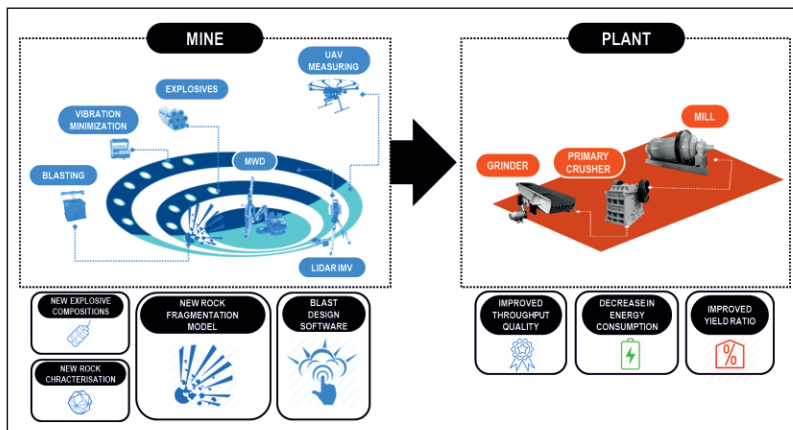 MINE
UAV
MEASURING
EXPLOSIVES
VIBRATION
MINIMIZATION
BLASTING
MWD
LIDAR IMV
NEW EXPLOSIVE
COMPOSITIONS
NEW ROCK
CHRACTERISATION
NEW ROCK
FRAGMENTATION
MODEL
BLAST
DESIGN
SOFTWARE
PLANT
MILL
PRIMARY
CRUSHER
GRINDER
IMPROVED
THROUGHPUT
QUALITY
DECREASE IN
ENERGY
CONSUMPTION
IMPROVED
YIELD RATIO
%